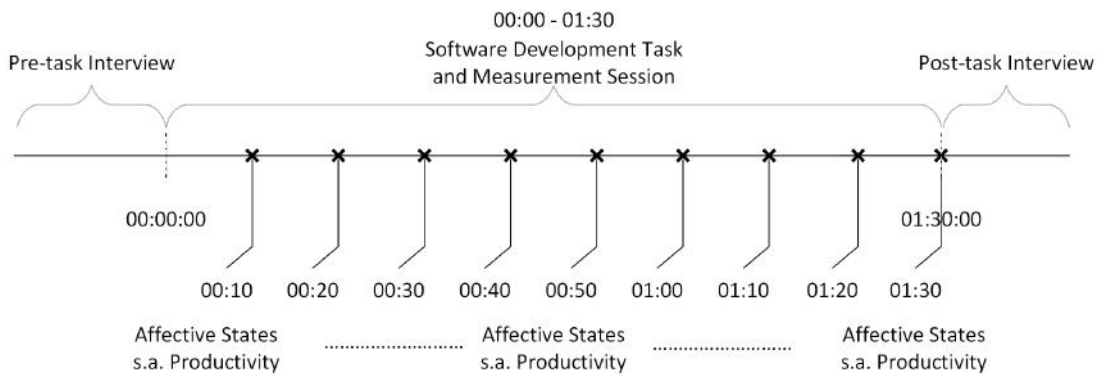 00:00 - 01:30
Software Development Task
and Measurement Session
Pre-task Interview
Post-task Interview
00:00:00
01:30:00
00:10 00:20 00:30 00:40 00:50 01:00 01:10 01:20 01:30
Affective States Affective States Affective States
s.a. Productivity s.a. Productivity s.a. Productivity